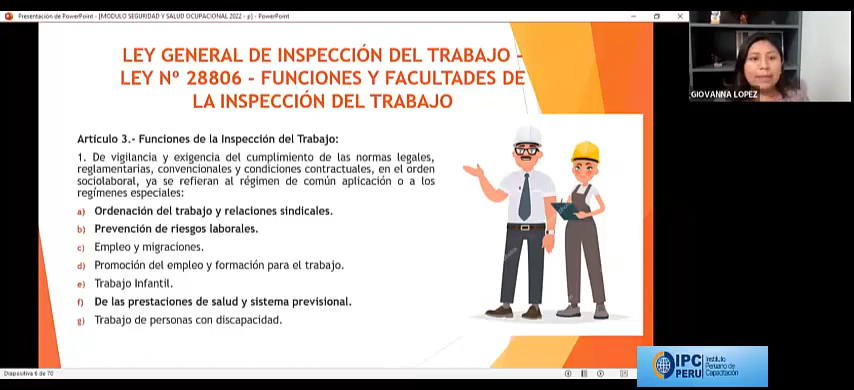 Presentación de PowerPoint - [MODULO SEGURIDAD Y SALUD OCUPACIONAL 2022 - p] - PowerPoint
LEY GENERAL DE INSPECCIÓN DEL TRABAJO -
LEY Nº 28806 - FUNCIONES Y FACULTADES DE
LA INSPECCIÓN DEL TRABAJO
GIOVANNA LOPEZ
Artículo 3.- Funciones de la Inspección del Trabajo:
1. De vigilancia y exigencia del cumplimiento de las normas legales,
reglamentarias, convencionales y condiciones contractuales, en el orden
sociolaboral, ya se refieran al régimen de común aplicación o a los
regímenes especiales:
a) Ordenación del trabajo y relaciones sindicales.
b) Prevención de riesgos laborales.
c) Empleo y migraciones.
d) Promoción del empleo y formación para el trabajo.
e) Trabajo Infantil.
f) De las prestaciones de salud y sistema previsional.
g) Trabajo de personas con discapacidad.
Diapositiva 6 de 70
IPC
PERU
Instituto
Peruano de
Capacitación